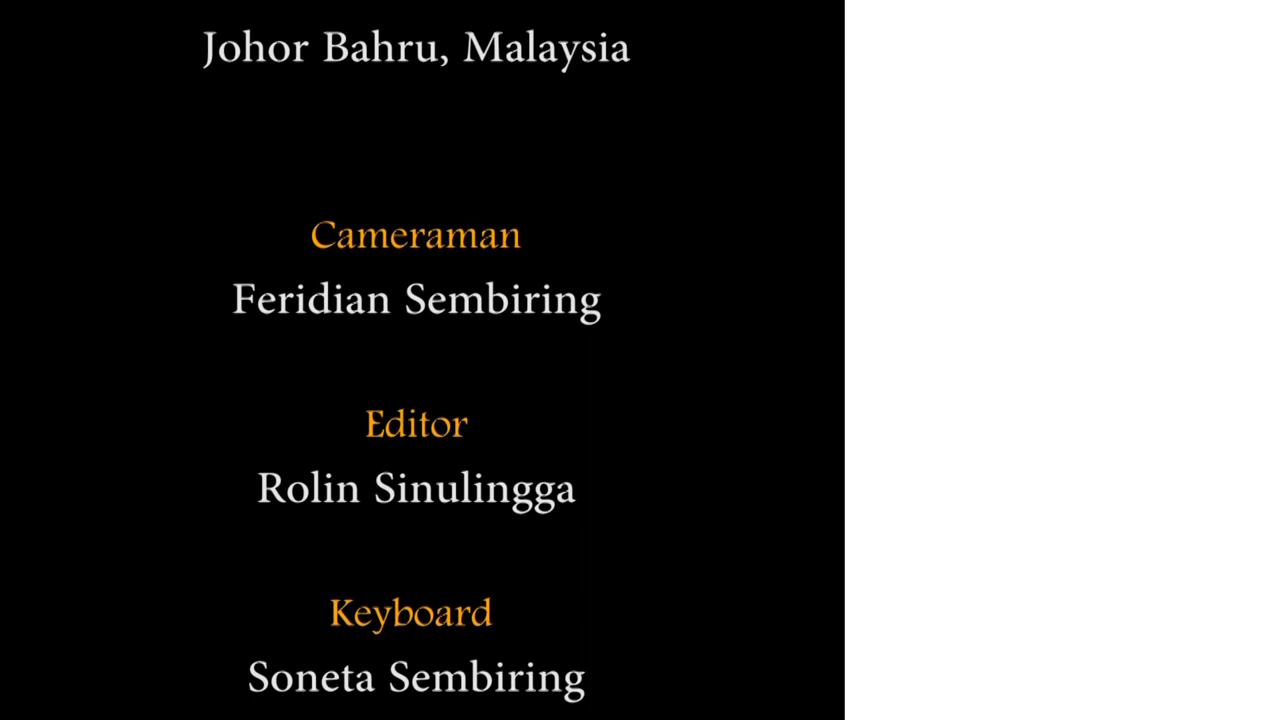 Johor Bahru, Malaysia
Cameraman
Feridian Sembiring
Editor
Rolin Sinulingga
Keyboard
Soneta Sembiring